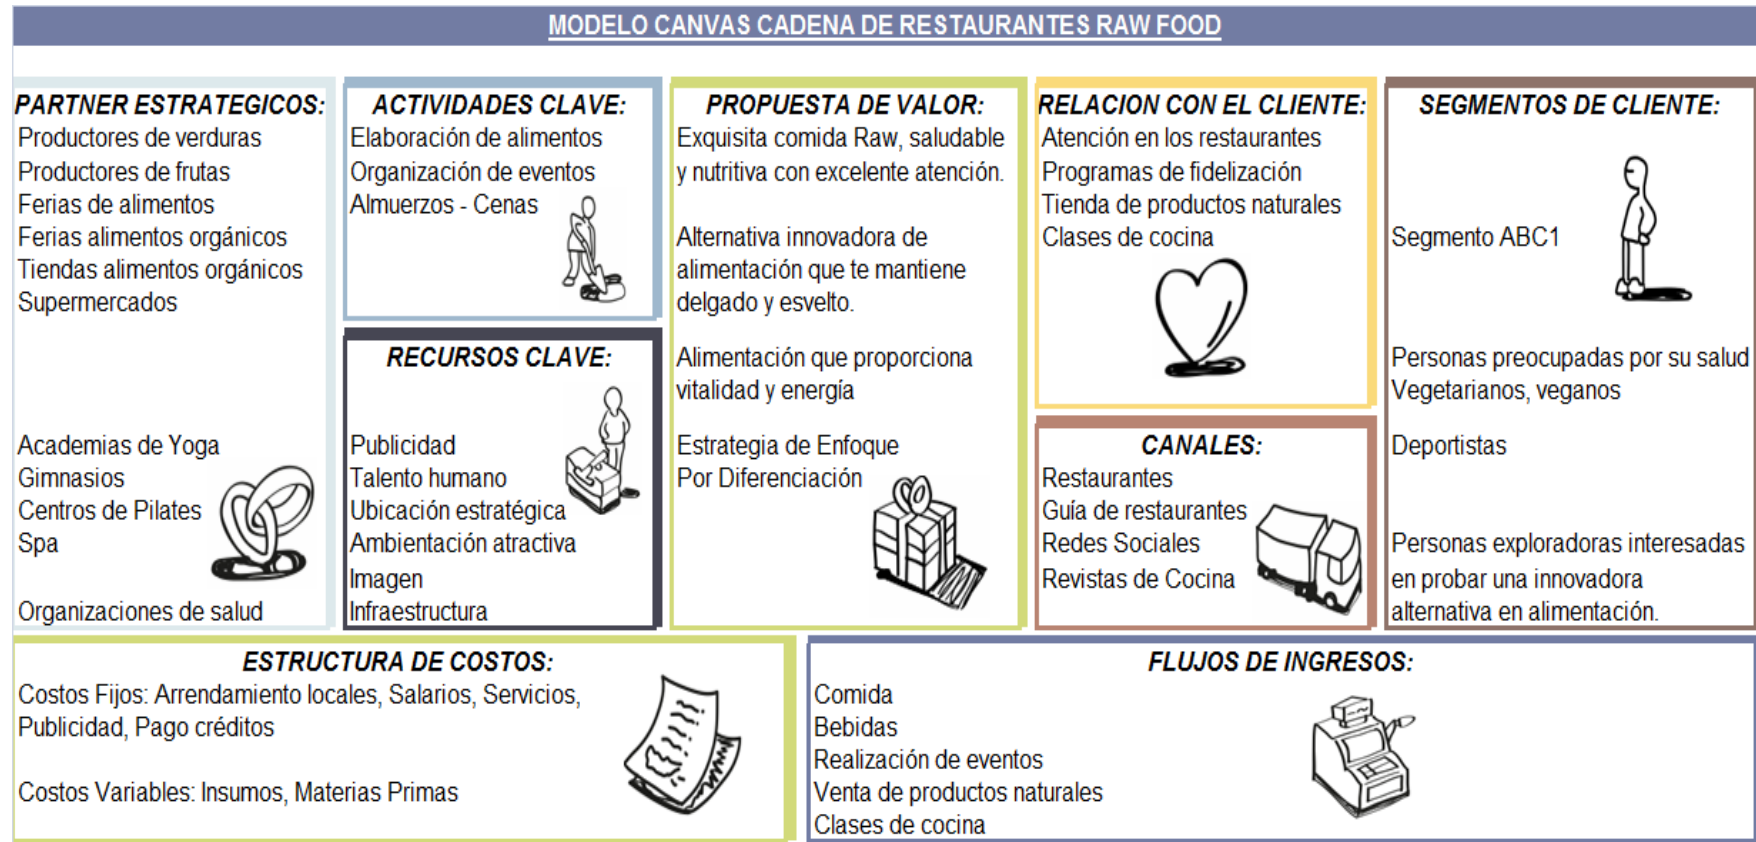 MODELO CANVAS CADENA DE RESTAURANTES RAW FOOD
PARTNER ESTRATEGICOS:
Productores de verduras
Productores de frutas
Ferias de alimentos
Ferias alimentos orgánicos
Tiendas alimentos orgánicos
Supermercados
Academias de Yoga
Gimnasios
Centros de Pilates
Spa
Organizaciones de salud
ACTIVIDADES CLAVE:
Elaboración de alimentos
Organización de eventos
Almuerzos - Cenas
RECURSOS CLAVE:
Publicidad
Talento humano
Ubicación estratégica
Ambientación atractiva
Imagen
Infraestructura
PROPUESTA DE VALOR:
Exquisita comida Raw, saludable
y nutritiva con excelente atención.
Alternativa innovadora de
alimentación que te mantiene
delgado y esvelto.
Alimentación que proporciona
vitalidad y energía
Estrategia de Enfoque
Por Diferenciación
RELACION CON EL CLIENTE:
Atención en los restaurantes
Programas de fidelización
Tienda de productos naturales
Clases de cocina
CANALES:
Restaurantes
Guía de restaurantes
Redes Sociales
Revistas de Cocina
SEGMENTOS DE CLIENTE:
Segmento ABC1
Personas preocupadas por su salud
Vegetarianos, veganos
Deportistas
Personas exploradoras interesadas
en probar una innovadora
alternativa en alimentación.
ESTRUCTURA DE COSTOS:
Costos Fijos: Arrendamiento locales, Salarios, Servicios,
Publicidad, Pago créditos
Costos Variables: Insumos, Materias Primas
FLUJOS DE INGRESOS:
Comida
Bebidas
Realización de eventos
Venta de productos naturales
Clases de cocina